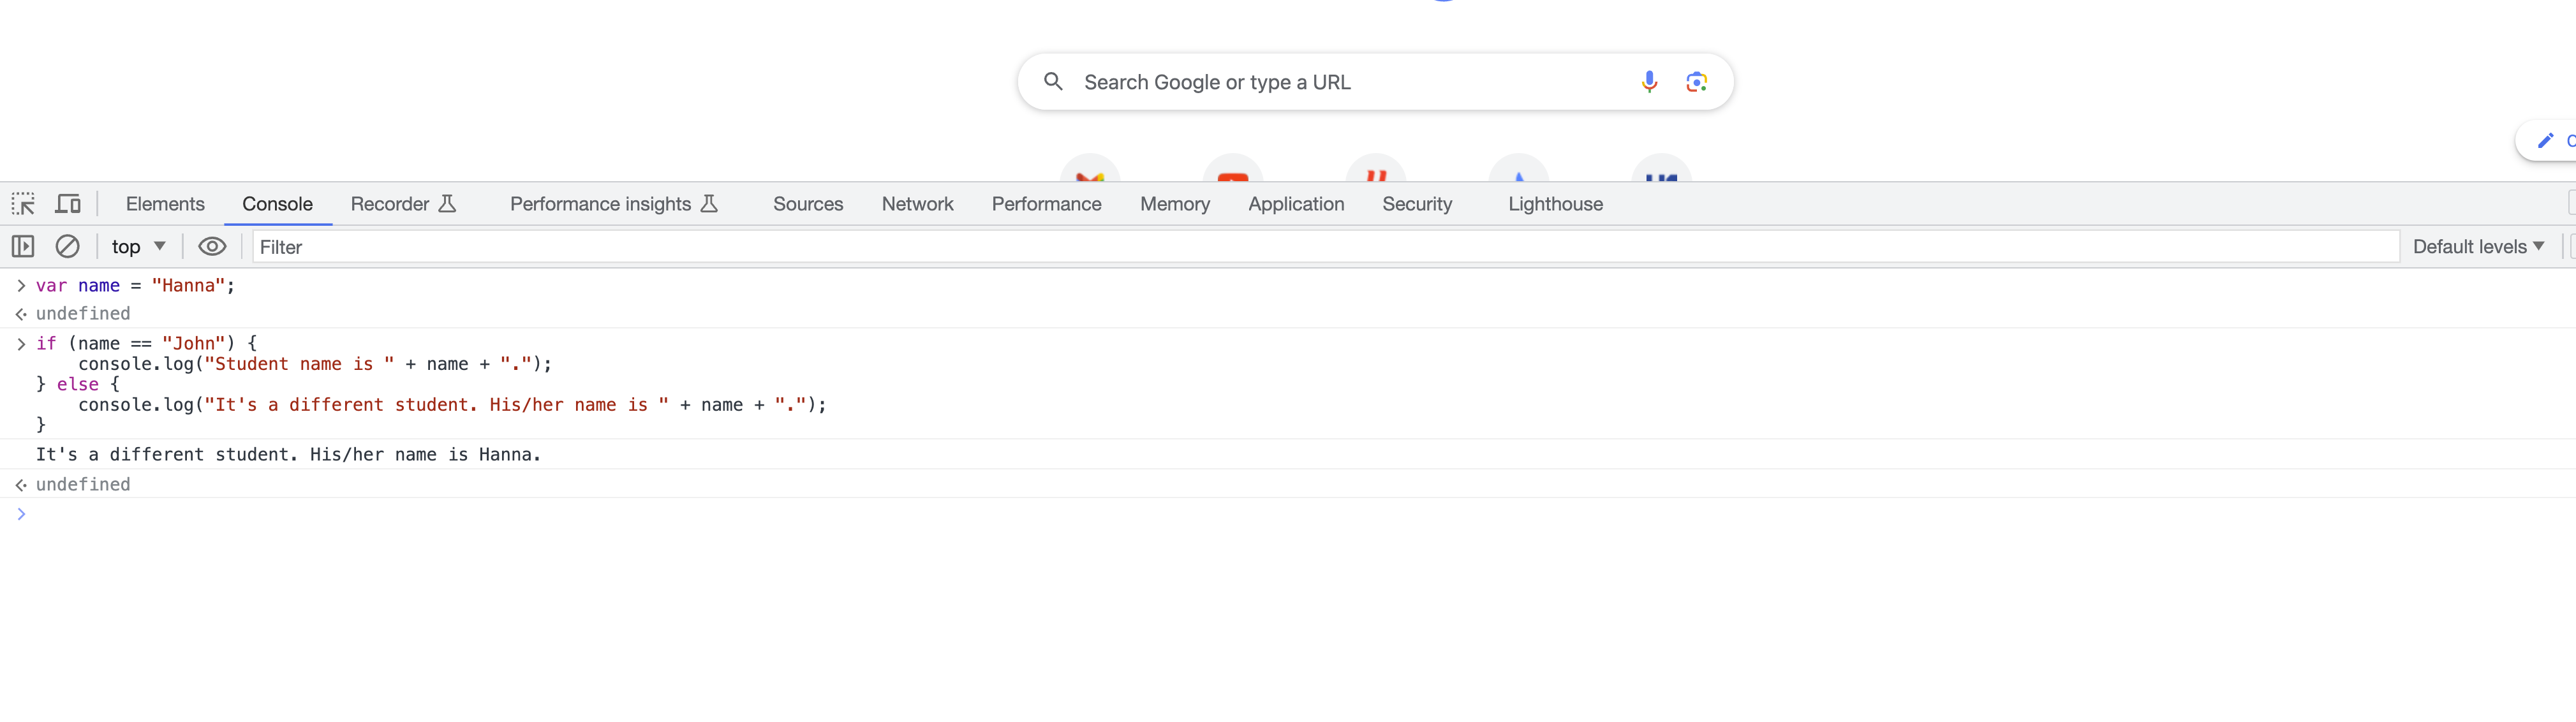 Search Google or type a URL
Elements Console Recorder Performance insights Sources Network Performance Memory Application Security Lighthouse
top Filter Default levels
> var name = "Hanna";
undefined
> if (name == "John") {
    console.log("Student name is " + name + ".");
} else {
    console.log("It's a different student. His/her name is " + name + ".");
}
It's a different student. His/her name is Hanna.
undefined
>